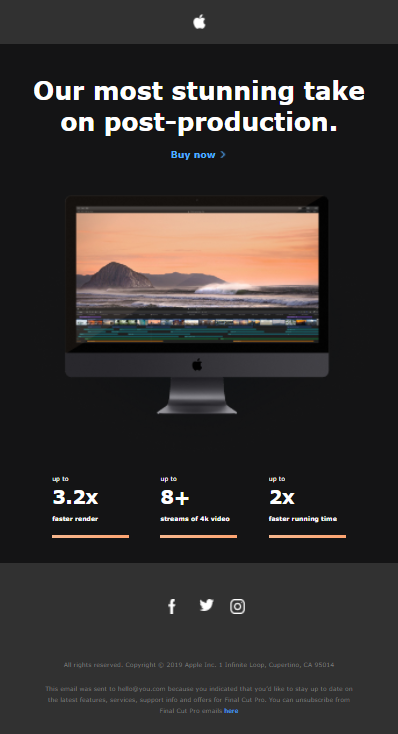 Our most stunning take
on post-production.
Buy now >
up to
3.2x
faster render
up to
8+
streams of 4k video
up to
2x
faster running time
All rights reserved. Copyright © 2019 Apple Inc. 1 Infinite Loop, Cupertino, CA 95014
This email was sent to hello@you.com because you indicated that you'd like to stay up to date on
the latest features, services, support info and offers for Final Cut Pro. You can unsubscribe from
Final Cut Pro emails here